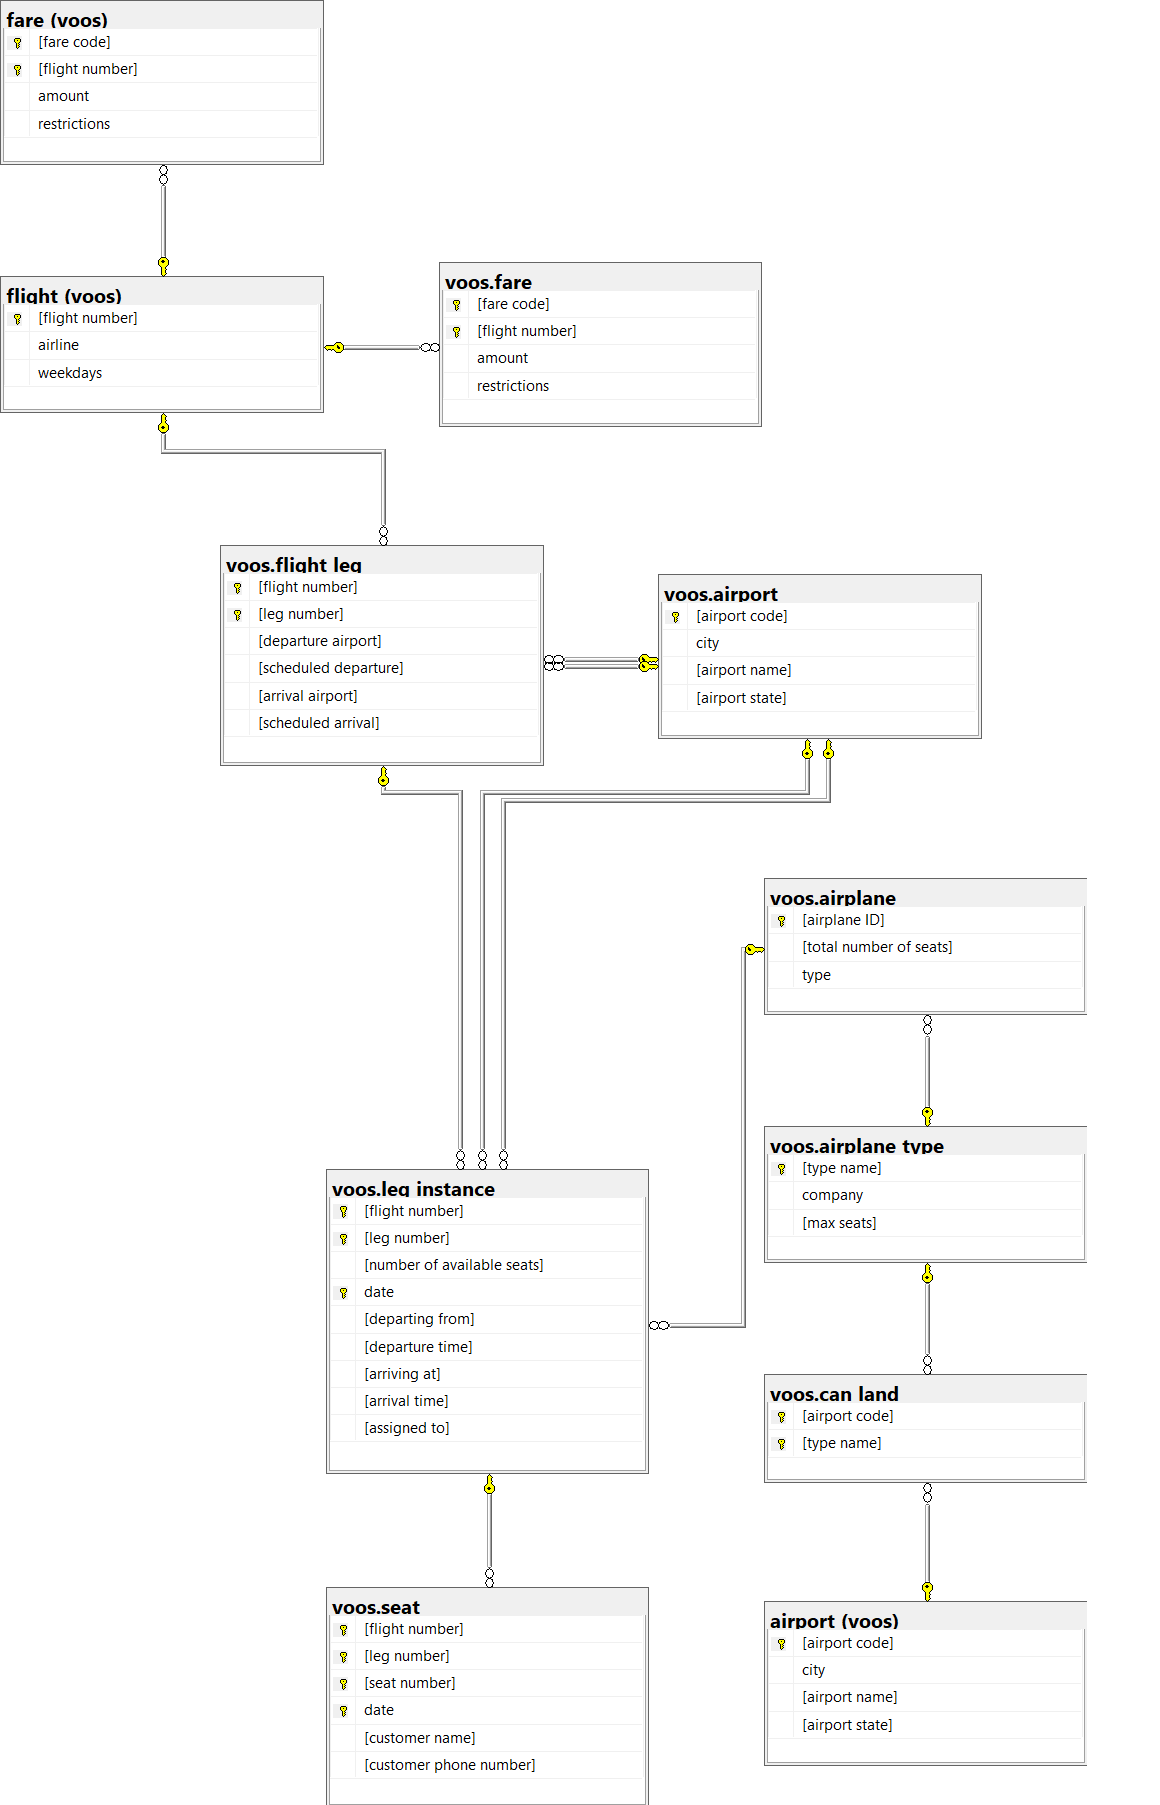 fare (voos)
[fare code]
[flight number]
amount
restrictions
flight (voos)
[flight number]
airline
weekdays
voos.fare
[fare code]
[flight number]
amount
restrictions
voos.flight leg
[flight number]
[leg number]
[departure airport]
[scheduled departure]
[arrival airport]
[scheduled arrival]
voos.airport
[airport code]
city
[airport name]
[airport state]
voos.airplane
[airplane ID]
[total number of seats]
type
voos.airplane type
[type name]
company
[max seats]
voos.leg instance
[flight number]
[leg number]
[number of available seats]
date
[departing from]
[departure time]
[arriving at]
[arrival time]
[assigned to]
voos.can land
[airport code]
[type name]
voos.seat
[flight number]
[leg number]
[seat number]
date
[customer name]
[customer phone number]
airport (voos)
[airport code]
city
[airport name]
[airport state]